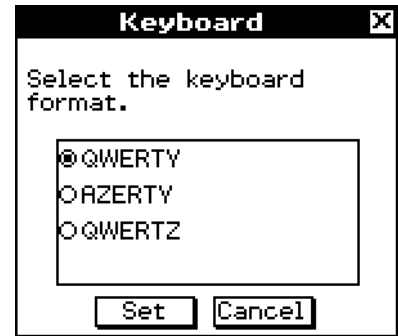 Keyboard
Select the keyboard
format.
QWERTY
AZERTY
QWERTZ
Set Cancel